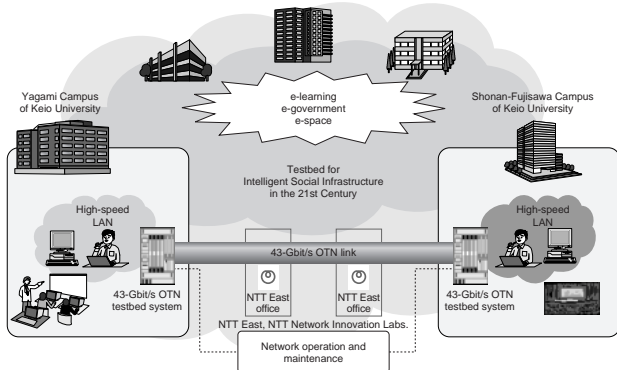 e-learning
e-government
e-space
Yagami Campus
of Keio University
Shonan-Fujisawa Campus
of Keio University
Testbed for
Intelligent Social Infrastructure
in the 21st Century
High-speed
LAN
High-speed
LAN
43-Gbit/s OTN link
43-Gbit/s OTN
testbed system
NTT East
office
NTT East
office
43-Gbit/s OTN
testbed system
NTT East, NTT Network Innovation Labs.
Network operation and
maintenance